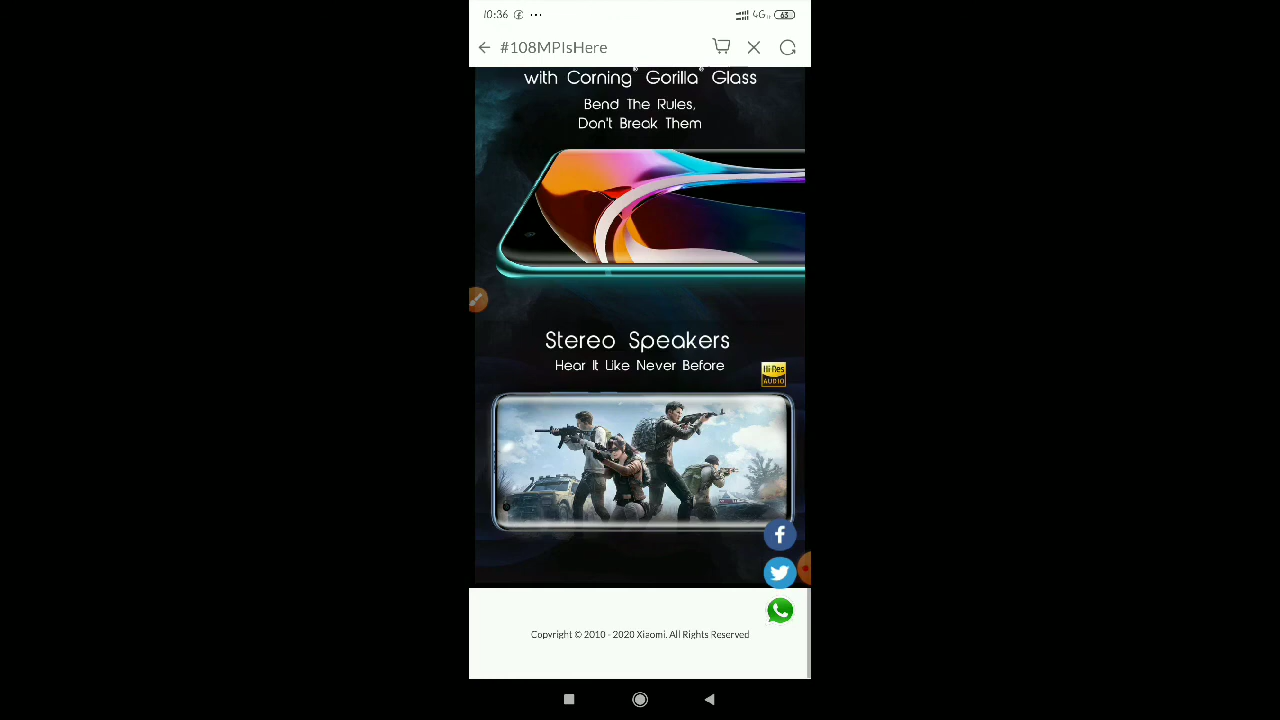 10:36
4G
63
#108MPIsHere
with Corning® Gorilla® Glass
Bend The Rules,
Don't Break Them
Stereo Speakers
Hear It Like Never Before
Hi-Res
AUDIO
Copyright © 2010 - 2020 Xiaomi. All Rights Reserved